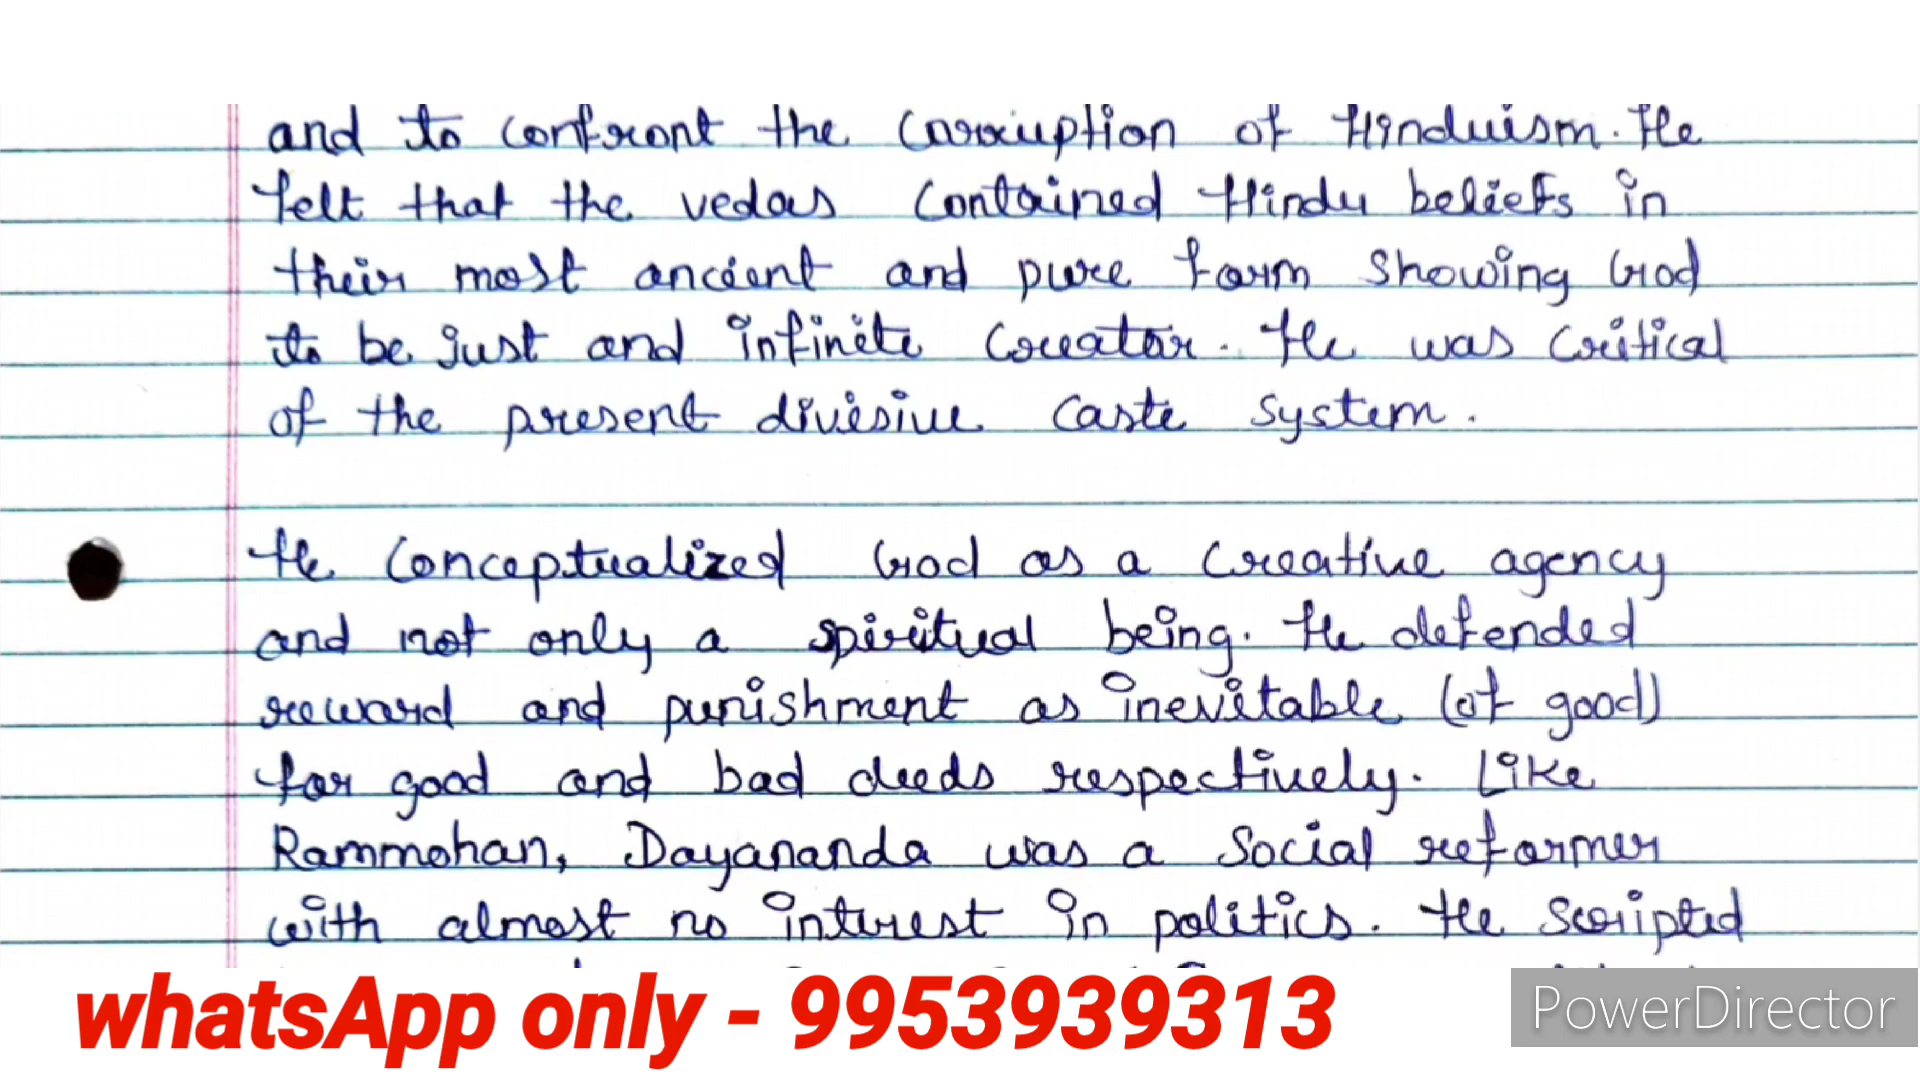 and to confront the corruption of Hinduism. He
felt that the vedas contained Hindu beliefs in
their most ancient and pure form showing God
to be just and infinite creator. He was critical
of the present divisive caste system.
He conceptualized God as a creative agency
and not only a spiritual being. He defended
reward and punishment as inevitable (of good)
for good and bad deeds respectively. Like
Rammohan, Dayananda was a social reformer
with almost no interest in politics. He scripted
whatsApp only - 9953939313
PowerDirector